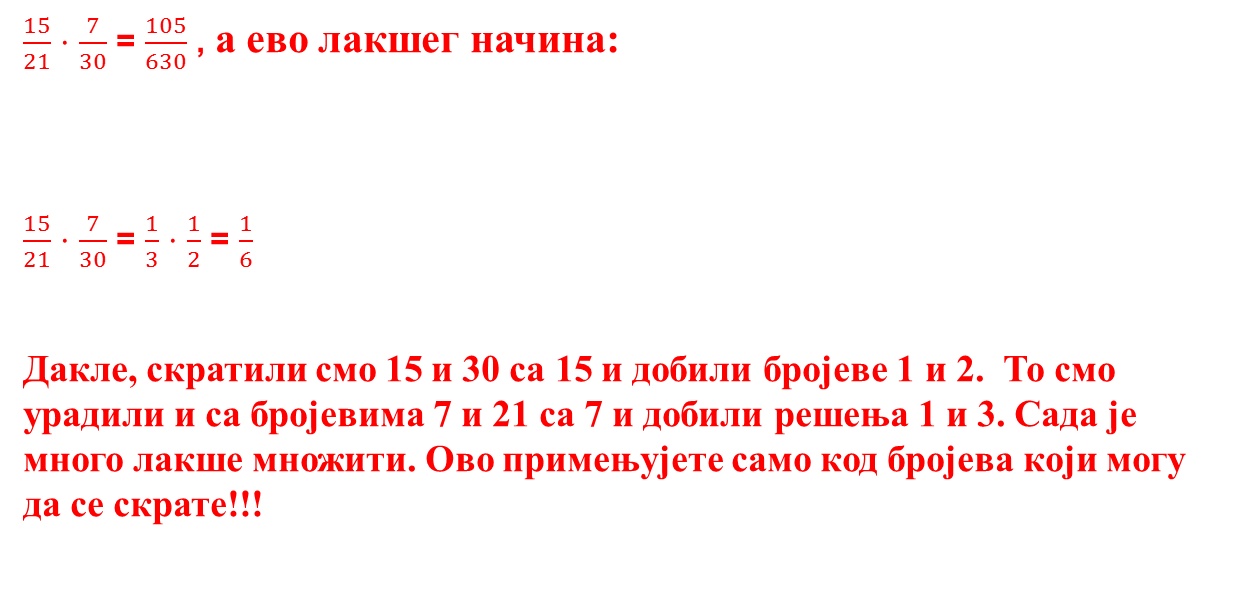 15/21 · 7/30 = 105/630 , а ево лакшег начина:
15/21 · 7/30 = 1/3 · 1/2 = 1/6
Дакле, скратили смо 15 и 30 са 15 и добили бројеве 1 и 2. То смо
урадили и са бројевима 7 и 21 са 7 и добили решења 1 и 3. Сада је
много лакше множити. Ово примењујете само код бројева који могу
да се скрате!!!